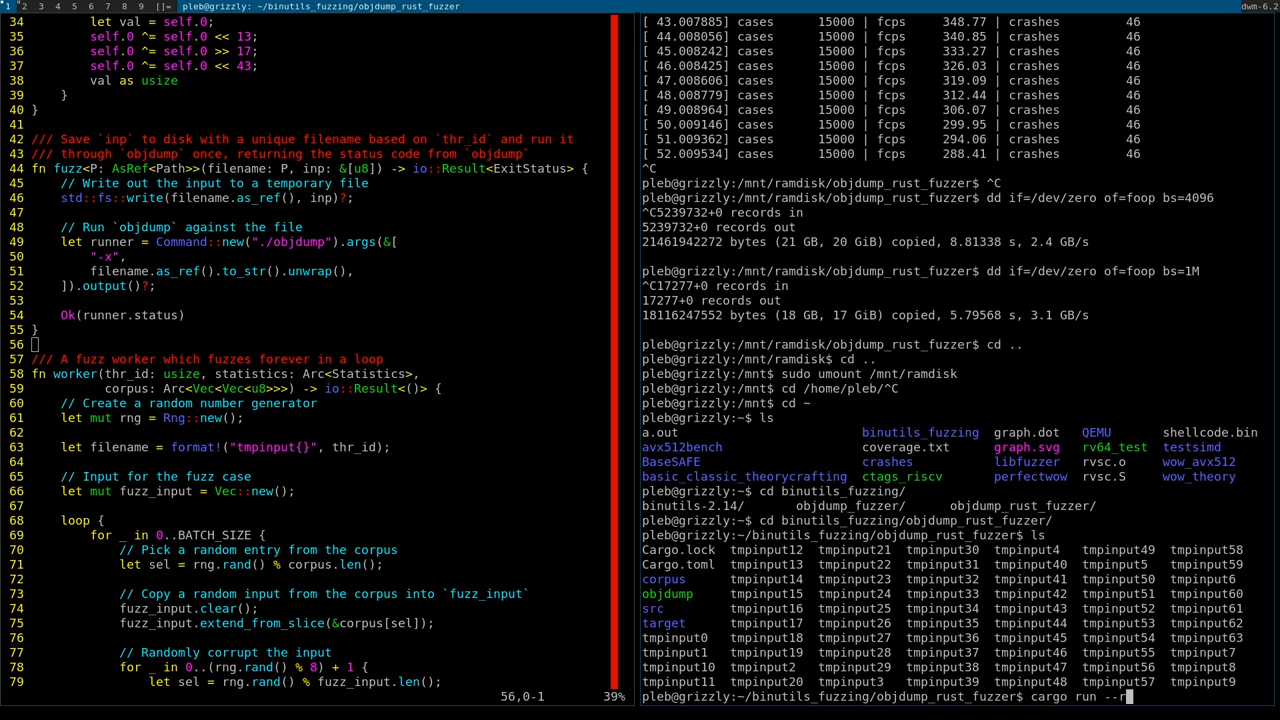 1 2 3 4 5 6 7 8 9 []= pleb@grizzly: ~/binutils_fuzzing/objdump_rust_fuzzer dwm-6.2
34         let val = self.0;
35         self.0 ^= self.0 << 13;
36         self.0 ^= self.0 >> 17;
37         self.0 ^= self.0 << 43;
38         val as usize
39     }
40 }
41
42 /// Save `inp` to disk with a unique filename based on `thr_id` and run it
43 /// through `objdump` once, returning the status code from `objdump`
44 fn fuzz<P: AsRef<Path>>(filename: P, inp: &[u8]) -> io::Result<ExitStatus> {
45     // Write out the input to a temporary file
46     std::fs::write(filename.as_ref(), inp)?;
47
48     // Run `objdump` against the file
49     let runner = Command::new("./objdump").args(&[
50         "-x",
51         filename.as_ref().to_str().unwrap(),
52     ]).output()?;
53
54     Ok(runner.status)
55 }
56
57 /// A fuzz worker which fuzzes forever in a loop
58 fn worker(thr_id: usize, statistics: Arc<Statistics>,
59           corpus: Arc<Vec<Vec<u8>>>) -> io::Result<()> {
60     // Create a random number generator
61     let mut rng = Rng::new();
62
63     let filename = format!("tmpinput{}", thr_id);
64
65     // Input for the fuzz case
66     let mut fuzz_input = Vec::new();
67
68     loop {
69         for _ in 0..BATCH_SIZE {
70             // Pick a random entry from the corpus
71             let sel = rng.rand() % corpus.len();
72
73             // Copy a random input from the corpus into `fuzz_input`
74             fuzz_input.clear();
75             fuzz_input.extend_from_slice(&corpus[sel]);
76
77             // Randomly corrupt the input
78             for _ in 0..(rng.rand() % 8) + 1 {
79                 let sel = rng.rand() % fuzz_input.len();
56,0-1 39%
[ 43.007885] cases 15000 | fcps 348.77 | crashes 46
[ 44.008056] cases 15000 | fcps 340.85 | crashes 46
[ 45.008242] cases 15000 | fcps 333.27 | crashes 46
[ 46.008425] cases 15000 | fcps 326.03 | crashes 46
[ 47.008606] cases 15000 | fcps 319.09 | crashes 46
[ 48.008779] cases 15000 | fcps 312.44 | crashes 46
[ 49.008964] cases 15000 | fcps 306.07 | crashes 46
[ 50.009146] cases 15000 | fcps 299.95 | crashes 46
[ 51.009362] cases 15000 | fcps 294.06 | crashes 46
[ 52.009534] cases 15000 | fcps 288.41 | crashes 46
^C
pleb@grizzly:/mnt/ramdisk/objdump_rust_fuzzer$ ^C
pleb@grizzly:/mnt/ramdisk/objdump_rust_fuzzer$ dd if=/dev/zero of=foop bs=4096
^C5239732+0 records in
5239732+0 records out
21461942272 bytes (21 GB, 20 GiB) copied, 8.81338 s, 2.4 GB/s

pleb@grizzly:/mnt/ramdisk/objdump_rust_fuzzer$ dd if=/dev/zero of=foop bs=1M
^C17277+0 records in
17277+0 records out
18116247552 bytes (18 GB, 17 GiB) copied, 5.79568 s, 3.1 GB/s

pleb@grizzly:/mnt/ramdisk/objdump_rust_fuzzer$ cd ..
pleb@grizzly:/mnt/ramdisk$ cd ..
pleb@grizzly:/mnt$ sudo umount /mnt/ramdisk
pleb@grizzly:/mnt$ cd /home/pleb/^C
pleb@grizzly:/mnt$ cd ~
pleb@grizzly:~$ ls
a.out binutils_fuzzing graph.dot QEMU shellcode.bin
avx512bench coverage.txt graph.svg rv64_test testsimd
BaseSAFE crashes libfuzzer rvsc.o wow_avx512
basic_classic_theorycrafting ctags_riscv perfectwow rvsc.S wow_theory
pleb@grizzly:~$ cd binutils_fuzzing/
binutils-2.14/ objdump_fuzzer/ objdump_rust_fuzzer/
pleb@grizzly:~$ cd binutils_fuzzing/objdump_rust_fuzzer/
pleb@grizzly:~/binutils_fuzzing/objdump_rust_fuzzer$ ls
Cargo.lock tmpinput12 tmpinput21 tmpinput30 tmpinput4 tmpinput49 tmpinput58
Cargo.toml tmpinput13 tmpinput22 tmpinput31 tmpinput40 tmpinput5 tmpinput59
corpus tmpinput14 tmpinput23 tmpinput32 tmpinput41 tmpinput50 tmpinput6
objdump tmpinput15 tmpinput24 tmpinput33 tmpinput42 tmpinput51 tmpinput60
src tmpinput16 tmpinput25 tmpinput34 tmpinput43 tmpinput52 tmpinput61
target tmpinput17 tmpinput26 tmpinput35 tmpinput44 tmpinput53 tmpinput62
tmpinput0 tmpinput18 tmpinput27 tmpinput36 tmpinput45 tmpinput54 tmpinput63
tmpinput1 tmpinput19 tmpinput28 tmpinput37 tmpinput46 tmpinput55 tmpinput7
tmpinput10 tmpinput2 tmpinput29 tmpinput38 tmpinput47 tmpinput56 tmpinput8
tmpinput11 tmpinput20 tmpinput3 tmpinput39 tmpinput48 tmpinput57 tmpinput9
pleb@grizzly:~/binutils_fuzzing/objdump_rust_fuzzer$ cargo run --r